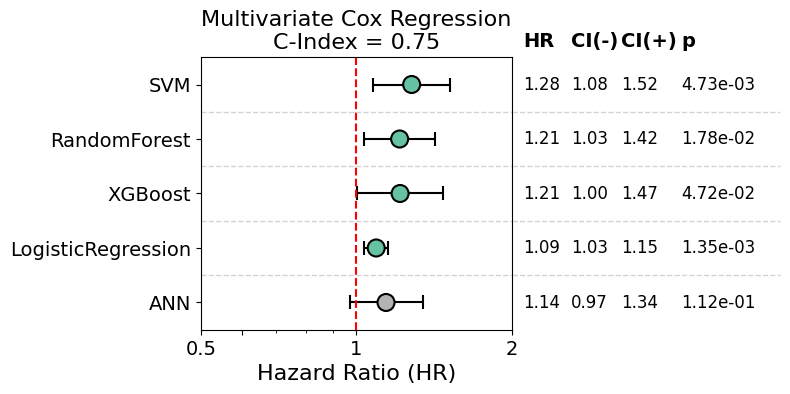 Multivariate Cox Regression
C-Index = 0.75
HR CI(-) CI(+) p
SVM 1.28 1.08 1.52 4.73e-03
RandomForest 1.21 1.03 1.42 1.78e-02
XGBoost 1.21 1.00 1.47 4.72e-02
LogisticRegression 1.09 1.03 1.15 1.35e-03
ANN 1.14 0.97 1.34 1.12e-01
0.5 1 2
Hazard Ratio (HR)